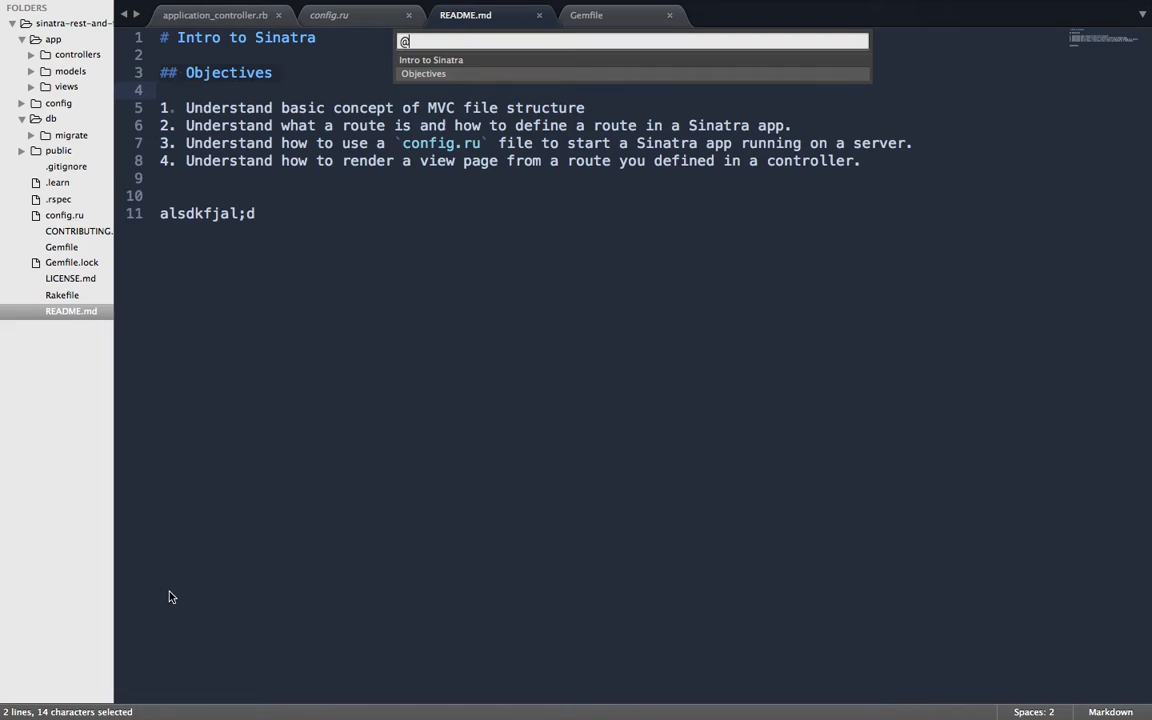 FOLDERS
sinatra-rest-and-
app
controllers
models
views
config
db
migrate
public
.gitignore
.learn
.rspec
config.ru
CONTRIBUTING.
Gemfile
Gemfile.lock
LICENSE.md
Rakefile
README.md
application_controller.rb ×
config.ru ×
README.md ×
Gemfile ×
@
Intro to Sinatra
Objectives
1 # Intro to Sinatra
2
3 ## Objectives
4
5 1. Understand basic concept of MVC file structure
6 2. Understand what a route is and how to define a route in a Sinatra app.
7 3. Understand how to use a `config.ru` file to start a Sinatra app running on a server.
8 4. Understand how to render a view page from a route you defined in a controller.
9
10
11 alsdkfjal;d
2 lines, 14 characters selected
Spaces: 2
Markdown